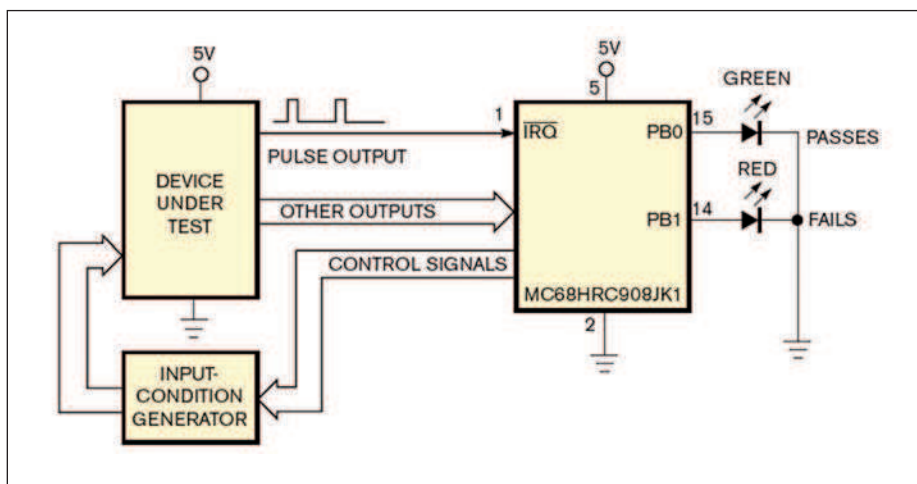 5V
5V
GREEN
5
1
15
IRQ
PB0
PASSES
PULSE OUTPUT
DEVICE
UNDER
TEST
RED
OTHER OUTPUTS
14
PB1
FAILS
CONTROL SIGNALS
MC68HRC908JK1
2
INPUT-
CONDITION
GENERATOR